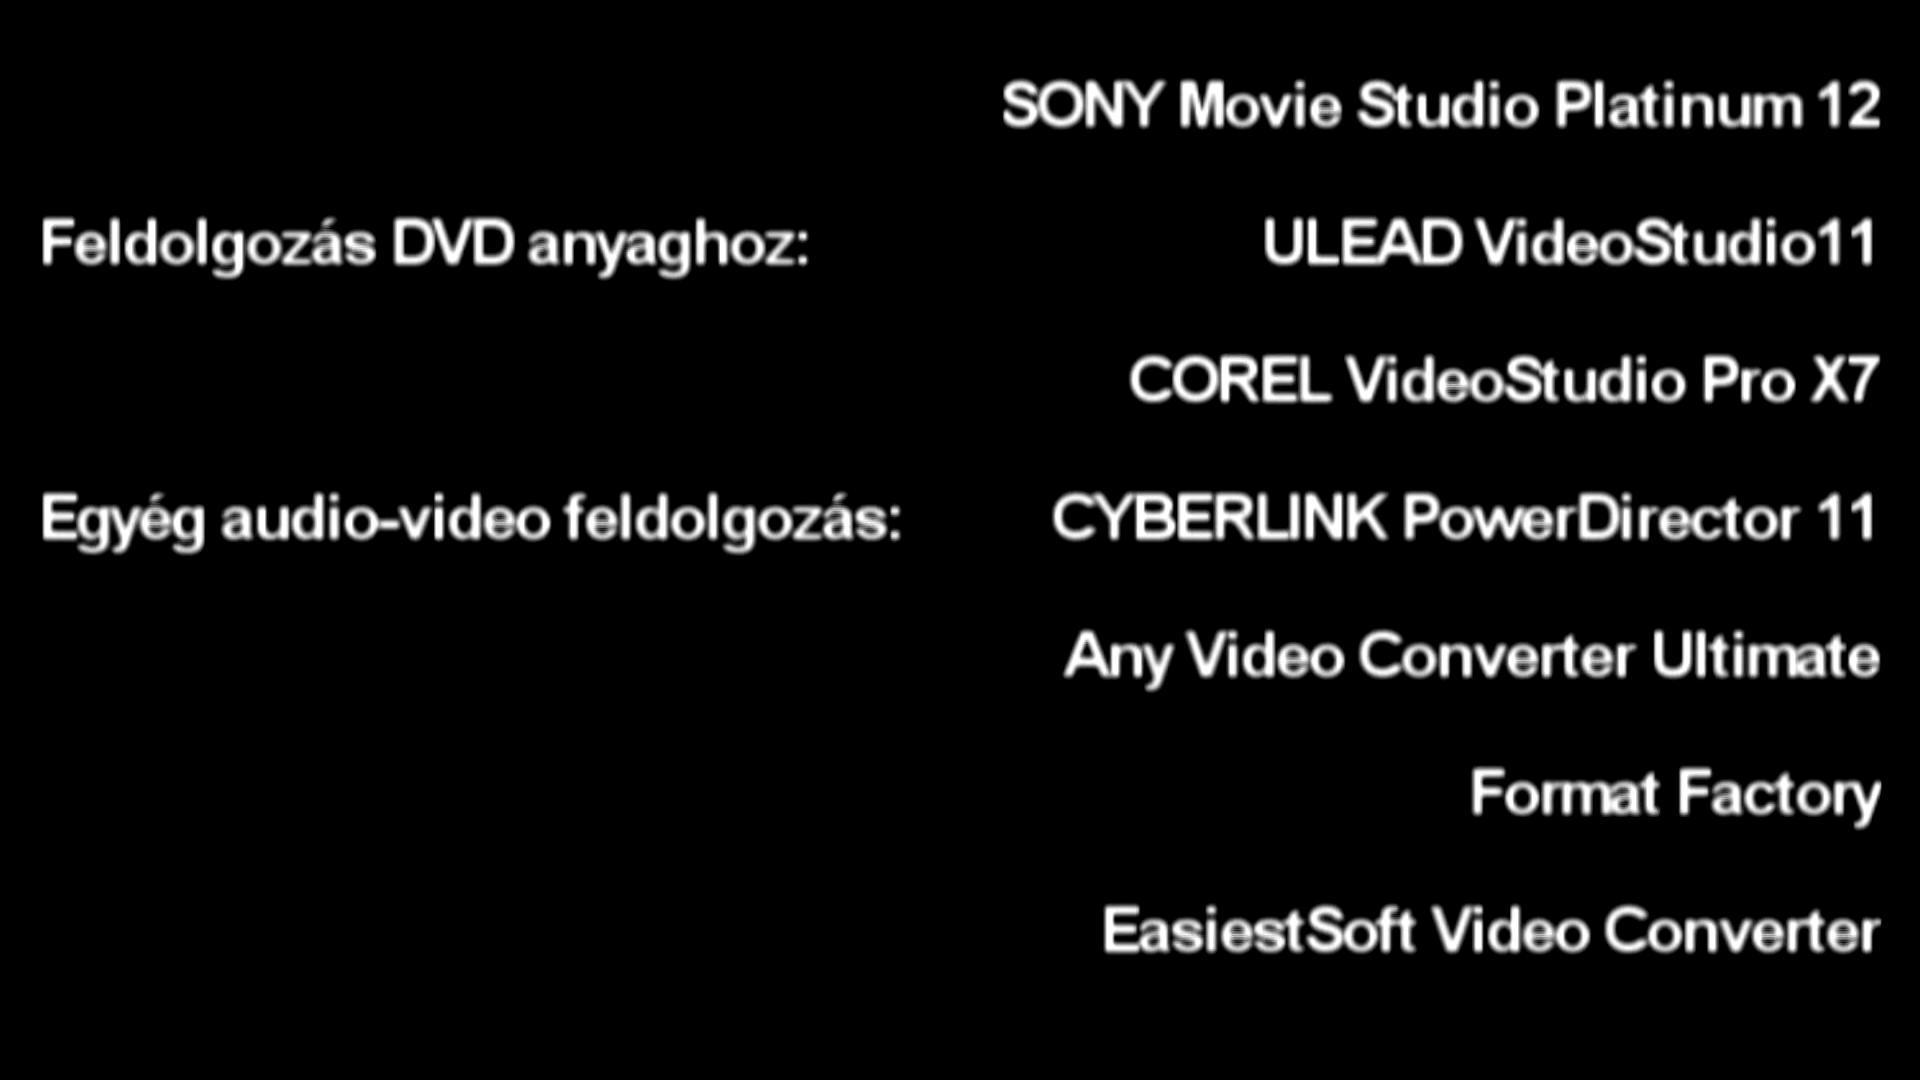 SONY Movie Studio Platinum 12
Feldolgozás DVD anyaghoz: ULEAD VideoStudio11
COREL VideoStudio Pro X7
Egyég audio-video feldolgozás: CYBERLINK PowerDirector 11
Any Video Converter Ultimate
Format Factory
EasiestSoft Video Converter